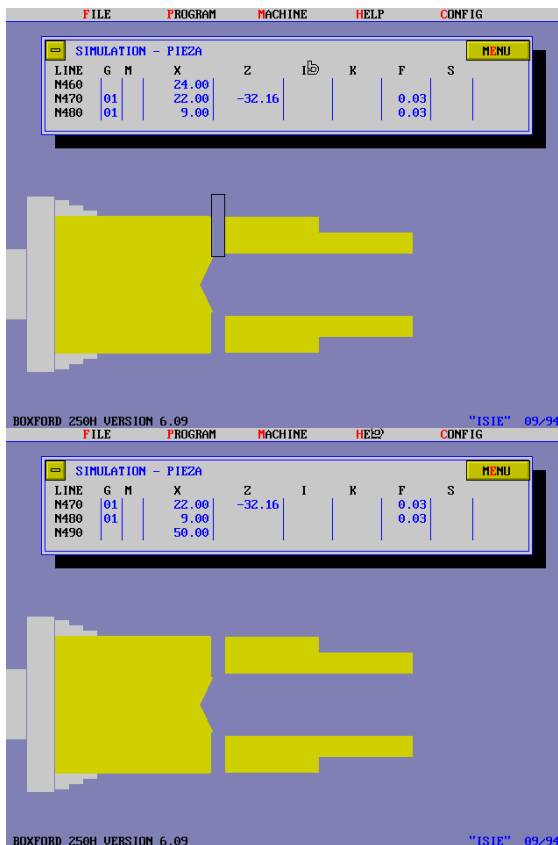 FILE PROGRAM MACHINE HELP CONFIG
SIMULATION - PIEZA MENU
LINE G M X Z I K F S
N460 24.00
N470 01 22.00 -32.16 0.03
N480 01 9.00 0.03
BOXFORD 250H VERSION 6.09 "ISIE" 09/94
FILE PROGRAM MACHINE HELP CONFIG
SIMULATION - PIEZA MENU
LINE G M X Z I K F S
N470 01 22.00 -32.16 0.03
N480 01 9.00 0.03
N490 50.00
BOXFORD 250H VERSION 6.09 "ISIE" 09/94